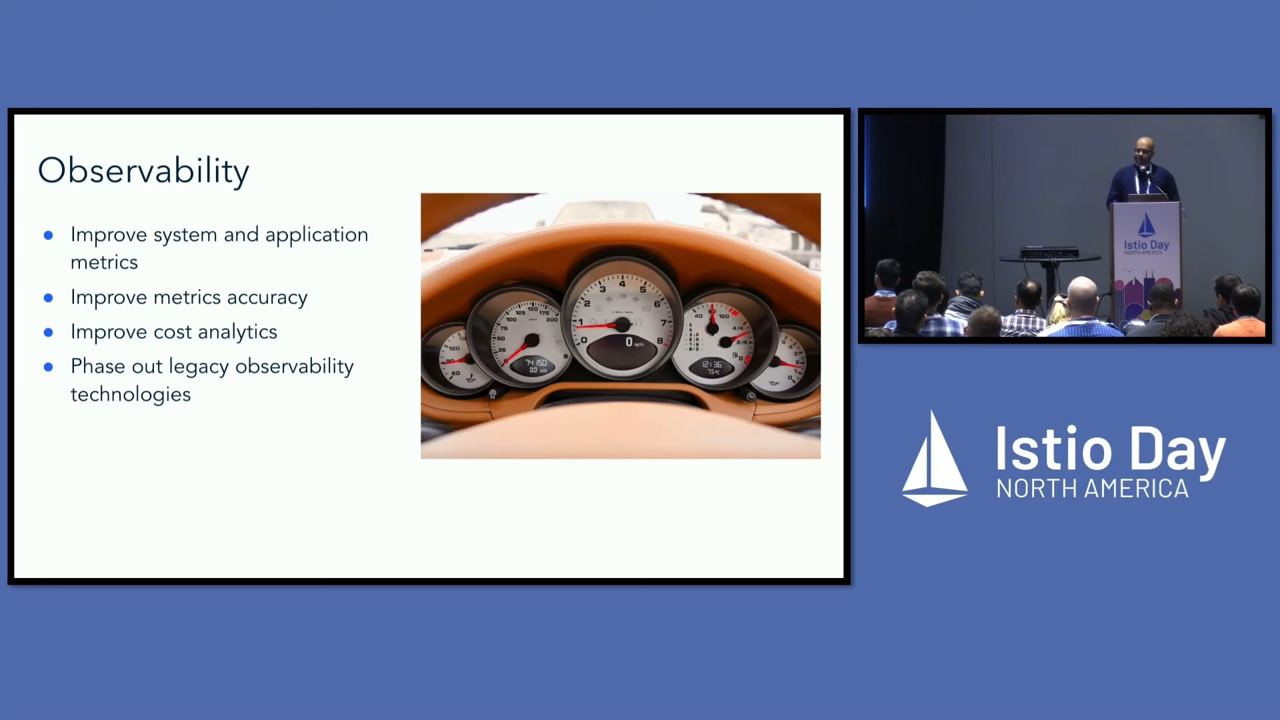 Observability
Improve system and application
metrics
Improve metrics accuracy
Improve cost analytics
Phase out legacy observability
technologies
Istio Day
NORTH AMERICA
Istio Day
NORTH AMERICA